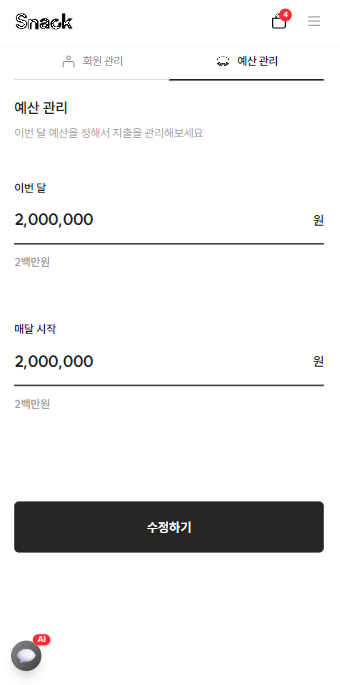 Snack
4
회원 관리
예산 관리
예산 관리
이번 달 예산을 정해서 지출을 관리해보세요
이번 달
2,000,000 원
2백만원
매달 시작
2,000,000 원
2백만원
수정하기
AI